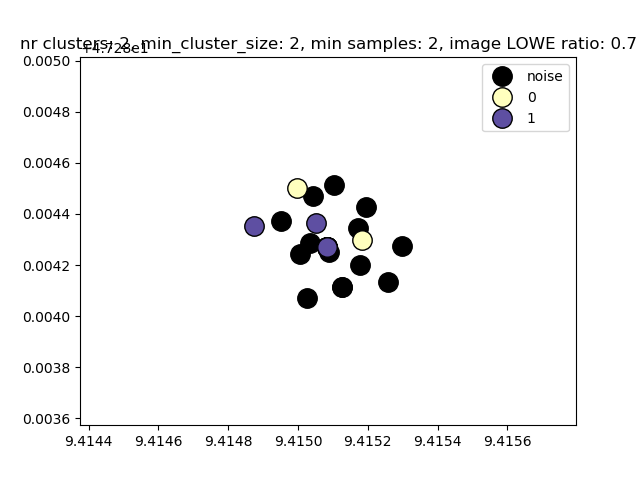 nr clusters: 2, min_cluster_size: 2, min samples: 2, image LOWE ratio: 0.7
+4.728e1
0.0050
0.0048
0.0046
0.0044
0.0042
0.0040
0.0038
0.0036
noise
0
1
9.4144 9.4146 9.4148 9.4150 9.4152 9.4154 9.4156